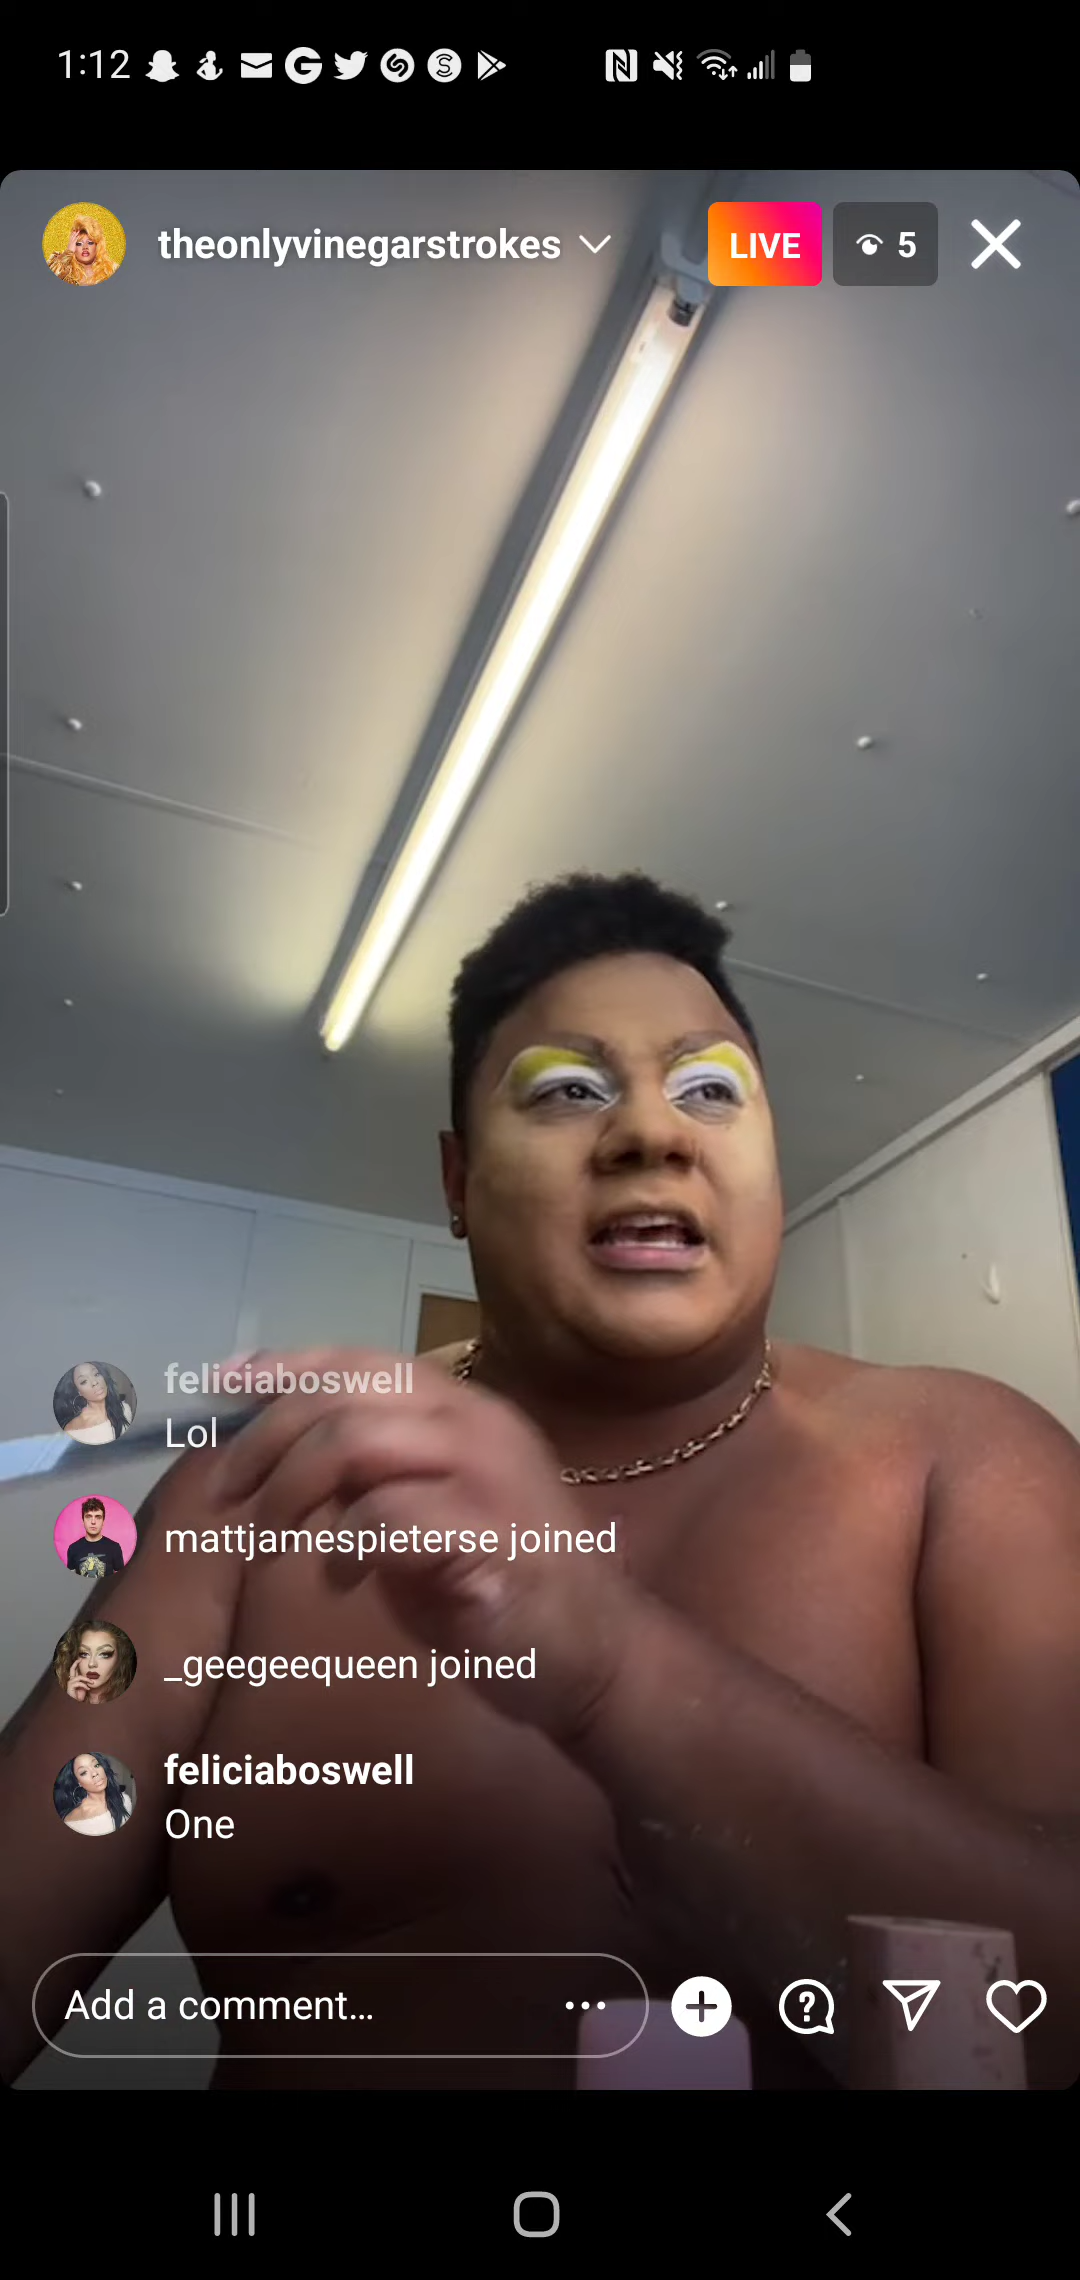 1:12
theonlyvinegarstrokes
LIVE
5
feliciaboswell
Lol
mattjamespieterse joined
_geegeequeen joined
feliciaboswell
One
Add a comment...